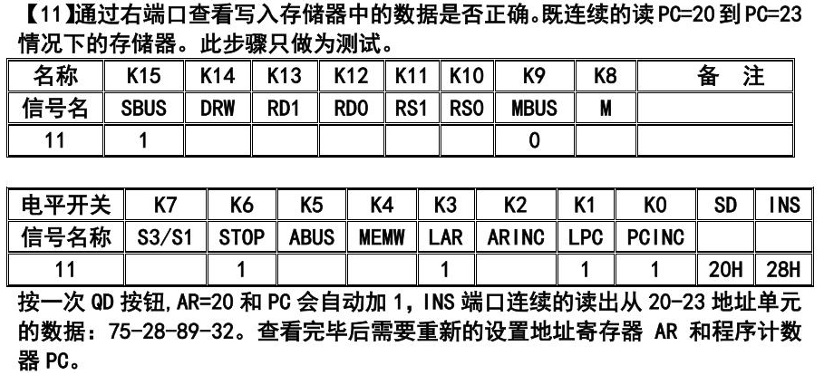 【11】通过右端口查看写入存储器中的数据是否正确。既连续的读PC=20 到 PC=23
情况下的存储器。此步骤只做为测试。
名称 K15 K14 K13 K12 K11 K10 K9 K8 备 注
信号名 SBUS DRW RD1 RD0 RS1 RS0 MBUS M
11 1 0
电平开关 K7 K6 K5 K4 K3 K2 K1 K0 SD INS
信号名称 S3/S1 STOP ABUS MEMW LAR ARINC LPC PCINC
11 1 1 1 1 20H 28H
按一次 QD 按钮,AR=20 和 PC 会自动加 1, INS 端口连续的读出从 20-23 地址单元
的数据: 75-28-89-32。查看完毕后需要重新的设置地址寄存器 AR 和程序计数
器 PC。